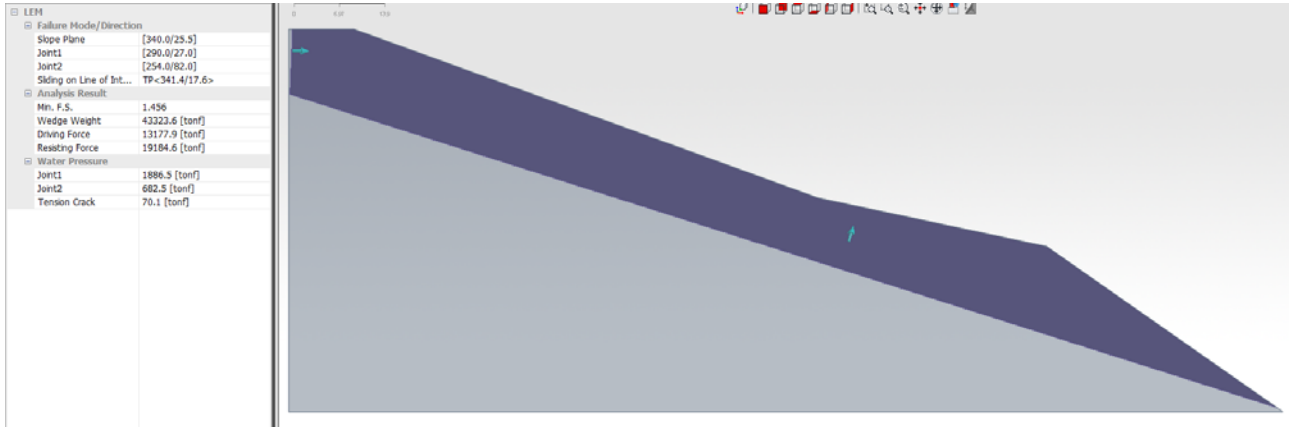 LEM
Failure Mode/Direction
Slope Plane [340.0/25.5]
Joint1 [290.0/27.0]
Joint2 [254.0/82.0]
Sliding on Line of Int... TP<341.4/17.6>
Analysis Result
Min. F.S. 1.456
Wedge Weight 43323.6 [tonf]
Driving Force 13177.9 [tonf]
Resisting Force 19184.6 [tonf]
Water Pressure
Joint1 1886.5 [tonf]
Joint2 682.5 [tonf]
Tension Crack 70.1 [tonf]
0